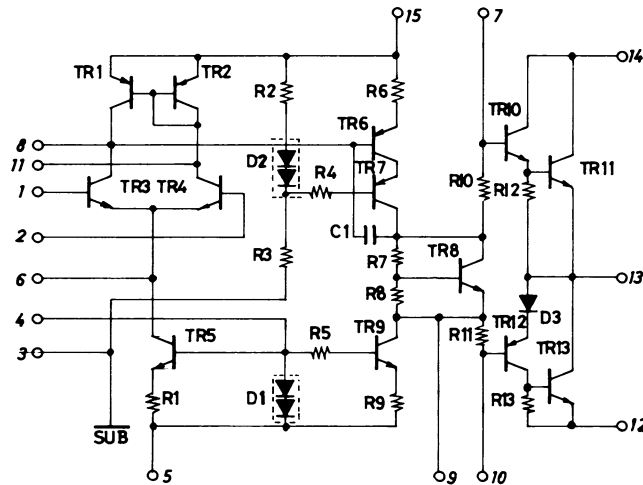 15 7
14
TR1 TR2
R2 R6
TR10
8 TR6
D2 TR11
11 TR7
R4
1 TR3 TR4 R10 R12
2 C1
R3 R7 TR8
6 13
R8
4 D3
TR9 TR12
R5 R11
3 TR5 TR13
R1 D1 R9 R13
SUB 12
5 9 10